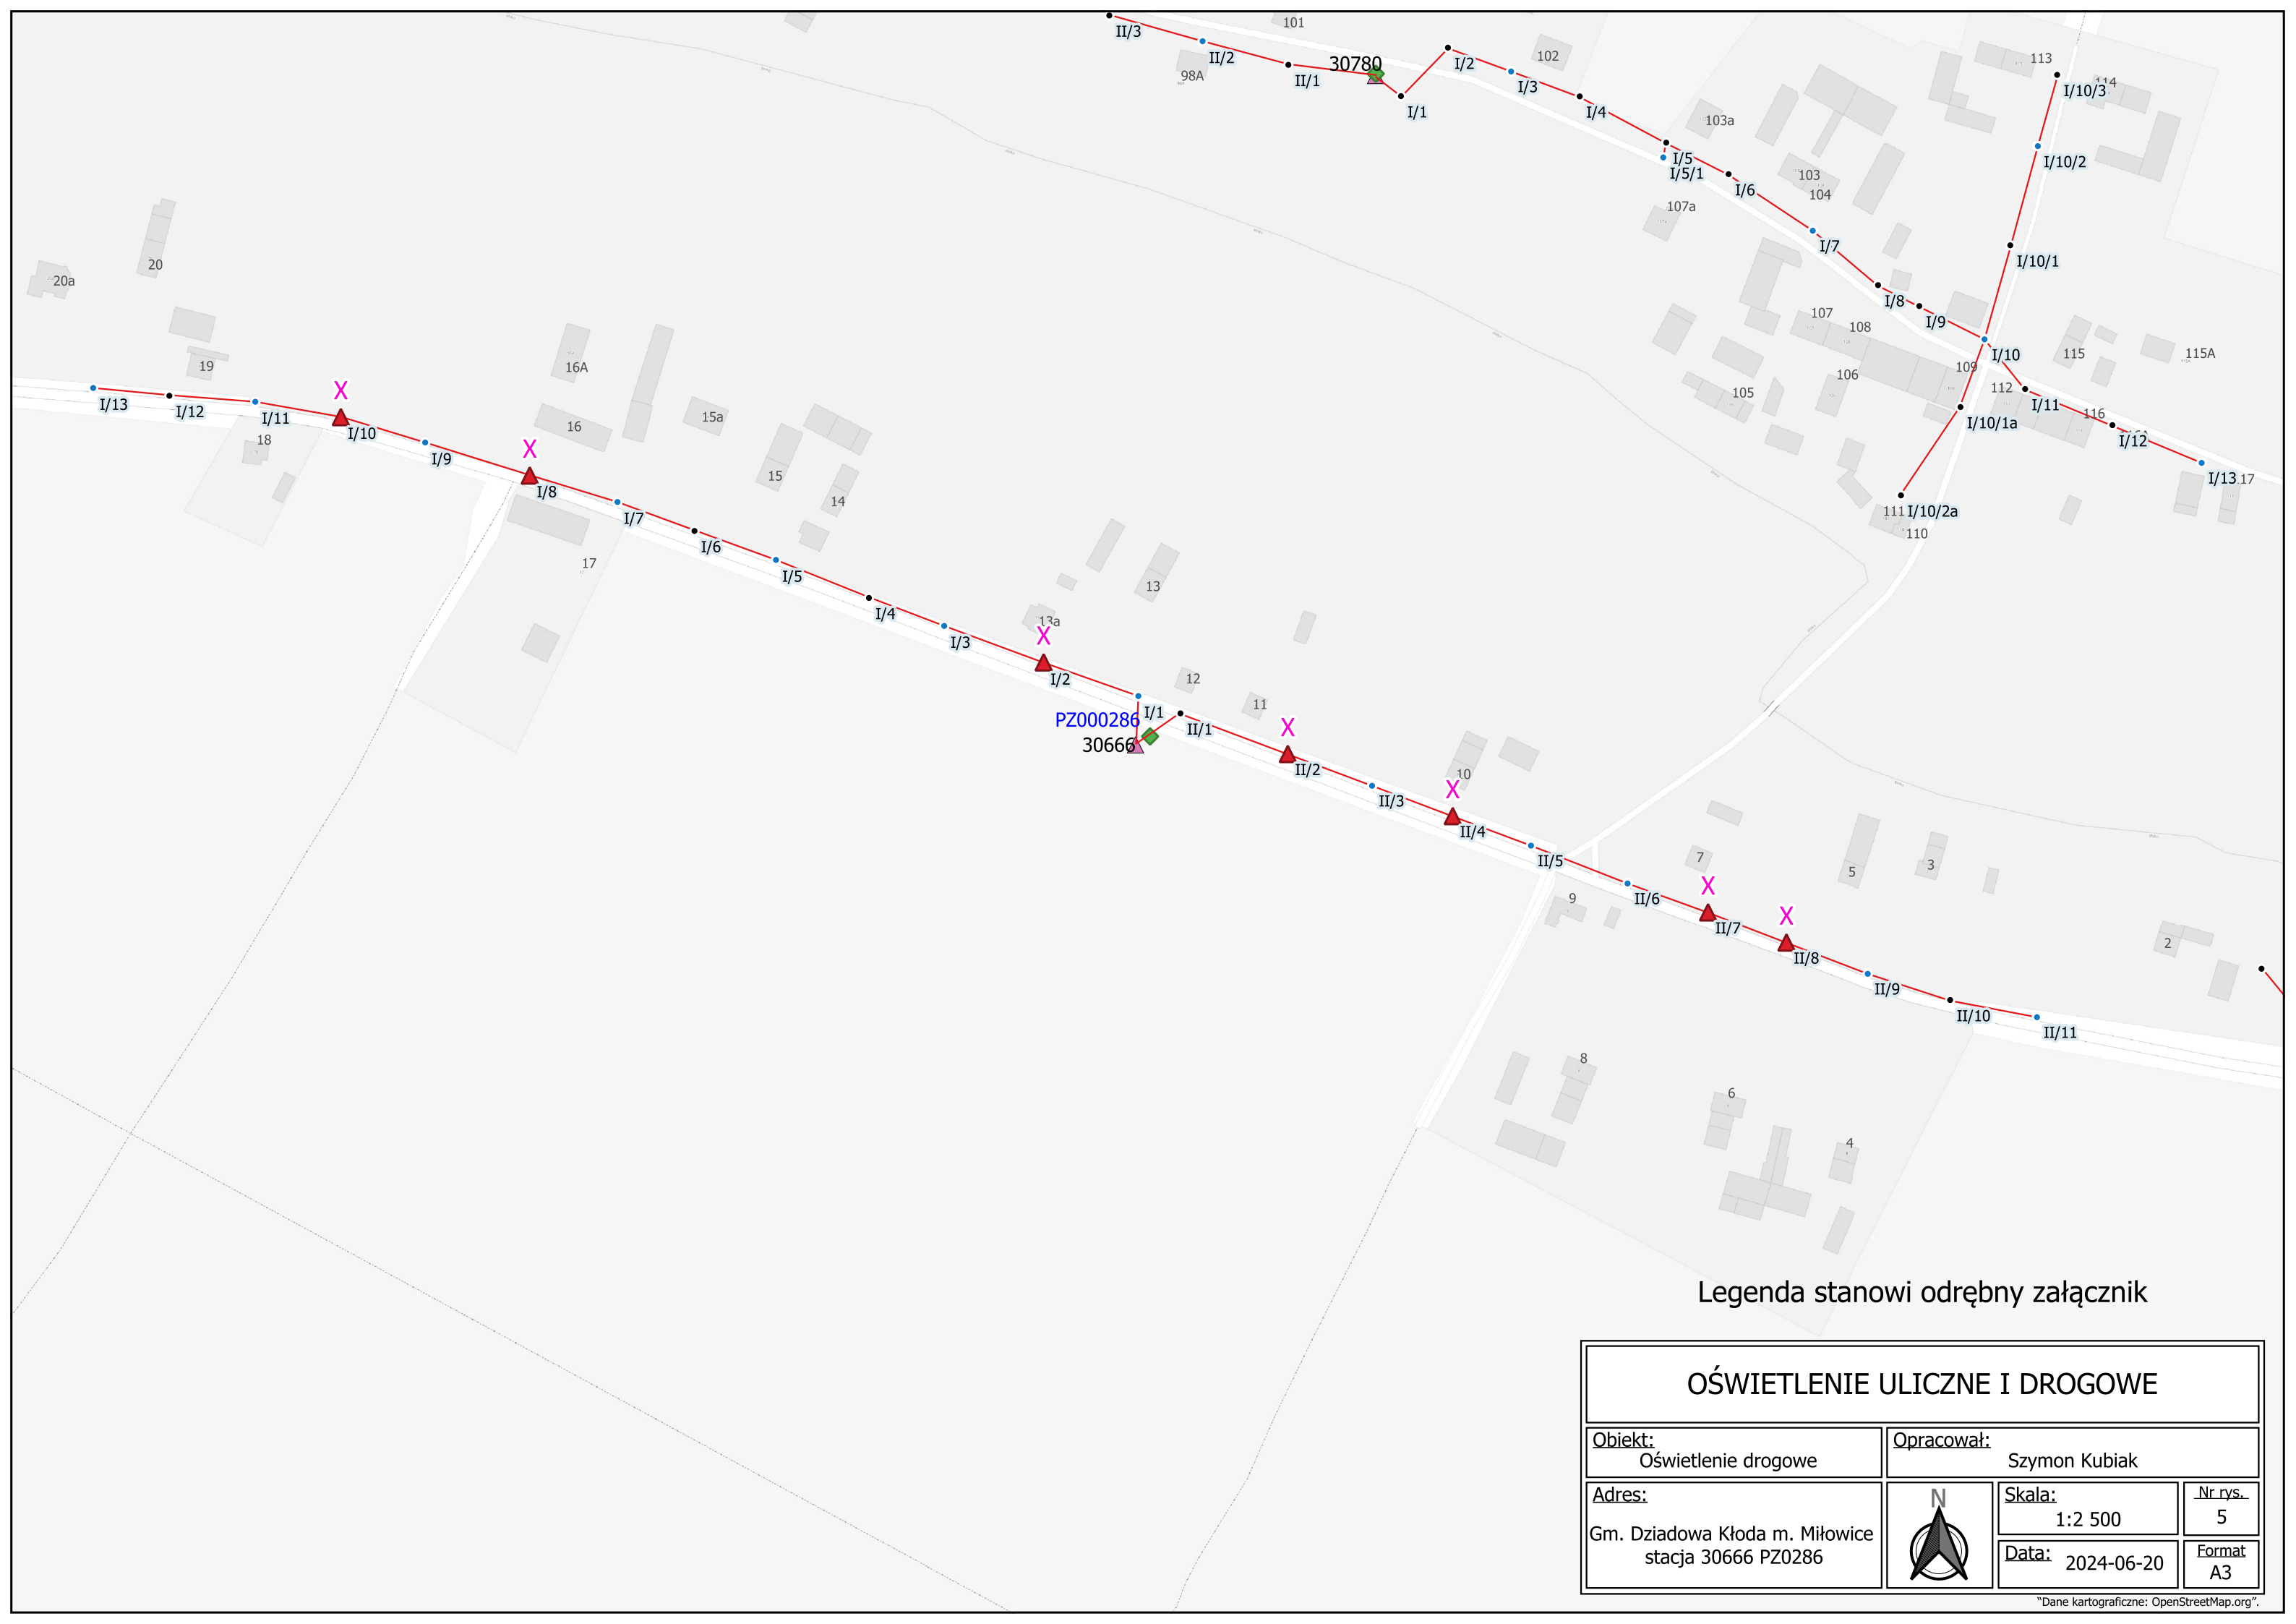 II/3
101
II/2
98A
II/1
30780
I/1
I/2
102
I/3
I/4
103a
I/5
I/5/1
I/6
103
104
107a
I/7
113
I/10/3
114
I/10/2
I/10/1
I/8
I/9
107
108
106
105
109
I/10
112
115
115A
I/11
116
I/12
I/13
I/10/1a
111
I/10/2a
110
20
20a
19
16A
I/13
I/12
I/11
X
I/10
18
I/9
X
I/8
16
15a
15
14
17
I/7
I/6
I/5
I/4
I/3
13a
13
X
I/2
12
11
PZ000286
I/1
30666
II/1
X
II/2
II/3
10
X
II/4
II/5
7
5
3
9
II/6
X
II/7
X
II/8
2
II/9
II/10
II/11
8
6
4
Legenda stanowi odrębny załącznik
OŚWIETLENIE ULICZNE I DROGOWE
Obiekt:
Oświetlenie drogowe
Opracował:
Szymon Kubiak
Adres:
Gm. Dziadowa Kłoda m. Miłowice
stacja 30666 PZ0286
N
Skala:
1:2 500
Nr rys.
5
Data: 2024-06-20
Format
A3
"Dane kartograficzne: OpenStreetMap.org".